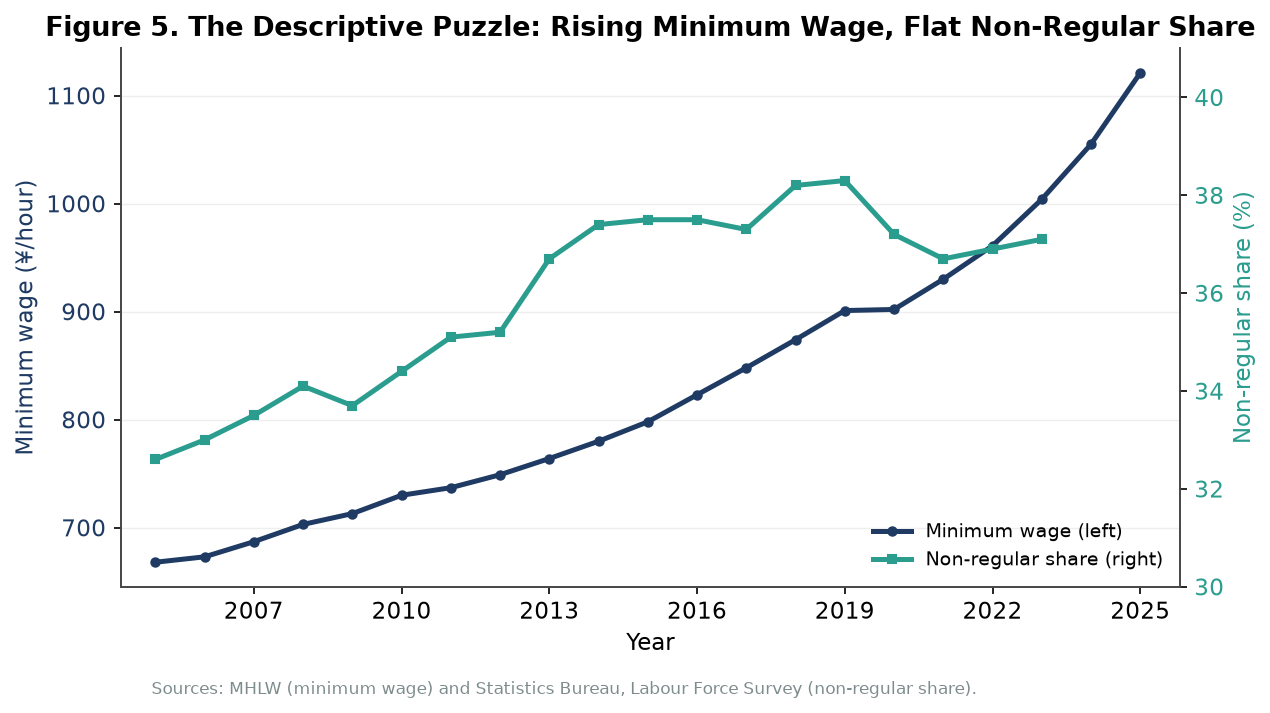 Figure 5. The Descriptive Puzzle: Rising Minimum Wage, Flat Non-Regular Share
Minimum wage (¥/hour)
1100
1000
900
800
700
40
38
36
34
32
30
Non-regular share (%)
Minimum wage (left)
Non-regular share (right)
2007
2010
2013
2016
2019
2022
2025
Year
Sources: MHLW (minimum wage) and Statistics Bureau, Labour Force Survey (non-regular share).